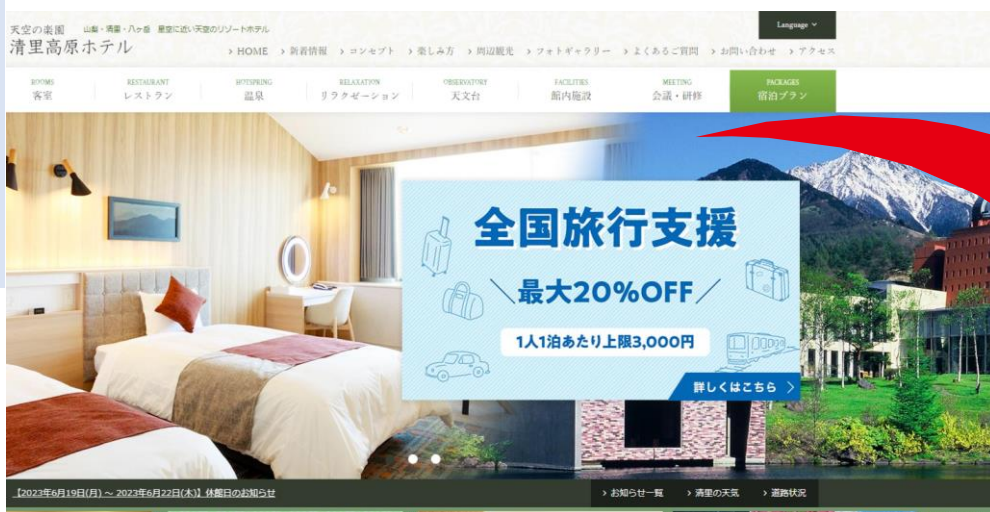 天空の楽園 山梨・清里・八ヶ岳 星空に近い天空のリゾートホテル
清里高原ホテル
Language
› HOME › 新着情報 › コンセプト › 楽しみ方 › 周辺観光 › フォトギャラリー › よくあるご質問 › お問い合わせ › アクセス
ROOMS RESTAURANT HOTSPRING RELAXATION OBSERVATORY FACILITIES MEETING PACKAGES
客室 レストラン 温泉 リラクゼーション 天文台 館内施設 会議・研修 宿泊プラン
全国旅行支援
最大20%OFF
1人1泊あたり上限3,000円
詳しくはこちら
【2023年6月19日(月) ~ 2023年6月22日(木)】休館日のお知らせ
› お知らせ一覧 › 清里の天気 › 道路状況